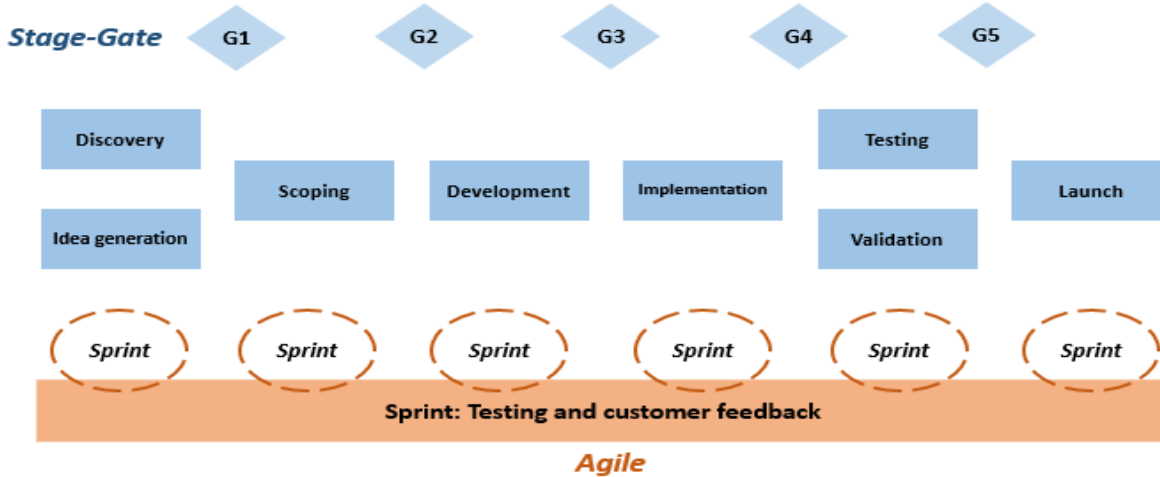 Stage-Gate
G1
G2
G3
G4
G5
Discovery
Idea generation
Scoping
Development
Implementation
Testing
Validation
Launch
Sprint
Sprint
Sprint
Sprint
Sprint
Sprint
Sprint: Testing and customer feedback
Agile